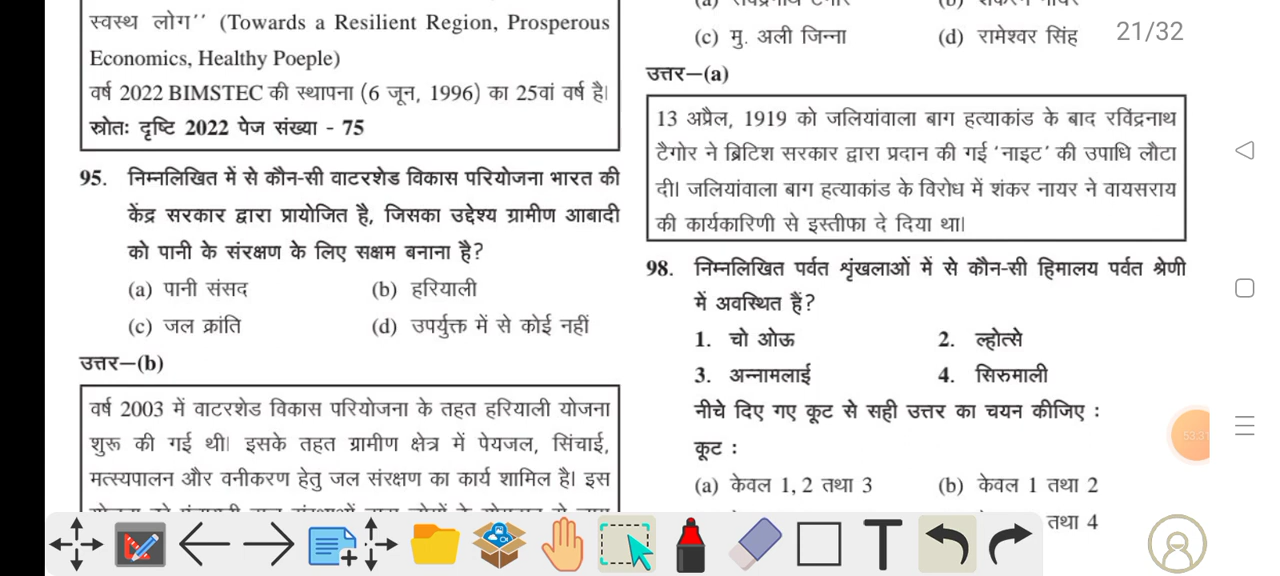 स्वस्थ लोग’’ (Towards a Resilient Region, Prosperous
Economics, Healthy Poeple)
वर्ष 2022 BIMSTEC की स्थापना (6 जून, 1996) का 25वां वर्ष है।
स्रोतः दृष्टि 2022 पेज संख्या - 75
95. निम्नलिखित में से कौन-सी वाटरशेड विकास परियोजना भारत की
केंद्र सरकार द्वारा प्रायोजित है, जिसका उद्देश्य ग्रामीण आबादी
को पानी के संरक्षण के लिए सक्षम बनाना है?
(a) पानी संसद (b) हरियाली
(c) जल क्रांति (d) उपर्युक्त में से कोई नहीं
उत्तर–(b)
वर्ष 2003 में वाटरशेड विकास परियोजना के तहत हरियाली योजना
शुरू की गई थी। इसके तहत ग्रामीण क्षेत्र में पेयजल, सिंचाई,
मत्स्यपालन और वनीकरण हेतु जल संरक्षण का कार्य शामिल है। इस
(c) मु. अली जिन्ना (d) रामेश्वर सिंह
21/32
उत्तर–(a)
13 अप्रैल, 1919 को जलियांवाला बाग हत्याकांड के बाद रविंद्रनाथ
टैगोर ने ब्रिटिश सरकार द्वारा प्रदान की गई ‘नाइट’ की उपाधि लौटा
दी। जलियांवाला बाग हत्याकांड के विरोध में शंकर नायर ने वायसराय
की कार्यकारिणी से इस्तीफा दे दिया था।
98. निम्नलिखित पर्वत शृंखलाओं में से कौन-सी हिमालय पर्वत श्रेणी
में अवस्थित हैं?
1. चो ओऊ 2. ल्होत्से
3. अन्नामलाई 4. सिरुमाली
नीचे दिए गए कूट से सही उत्तर का चयन कीजिए :
कूट :
(a) केवल 1, 2 तथा 3 (b) केवल 1 तथा 2
तथा 4